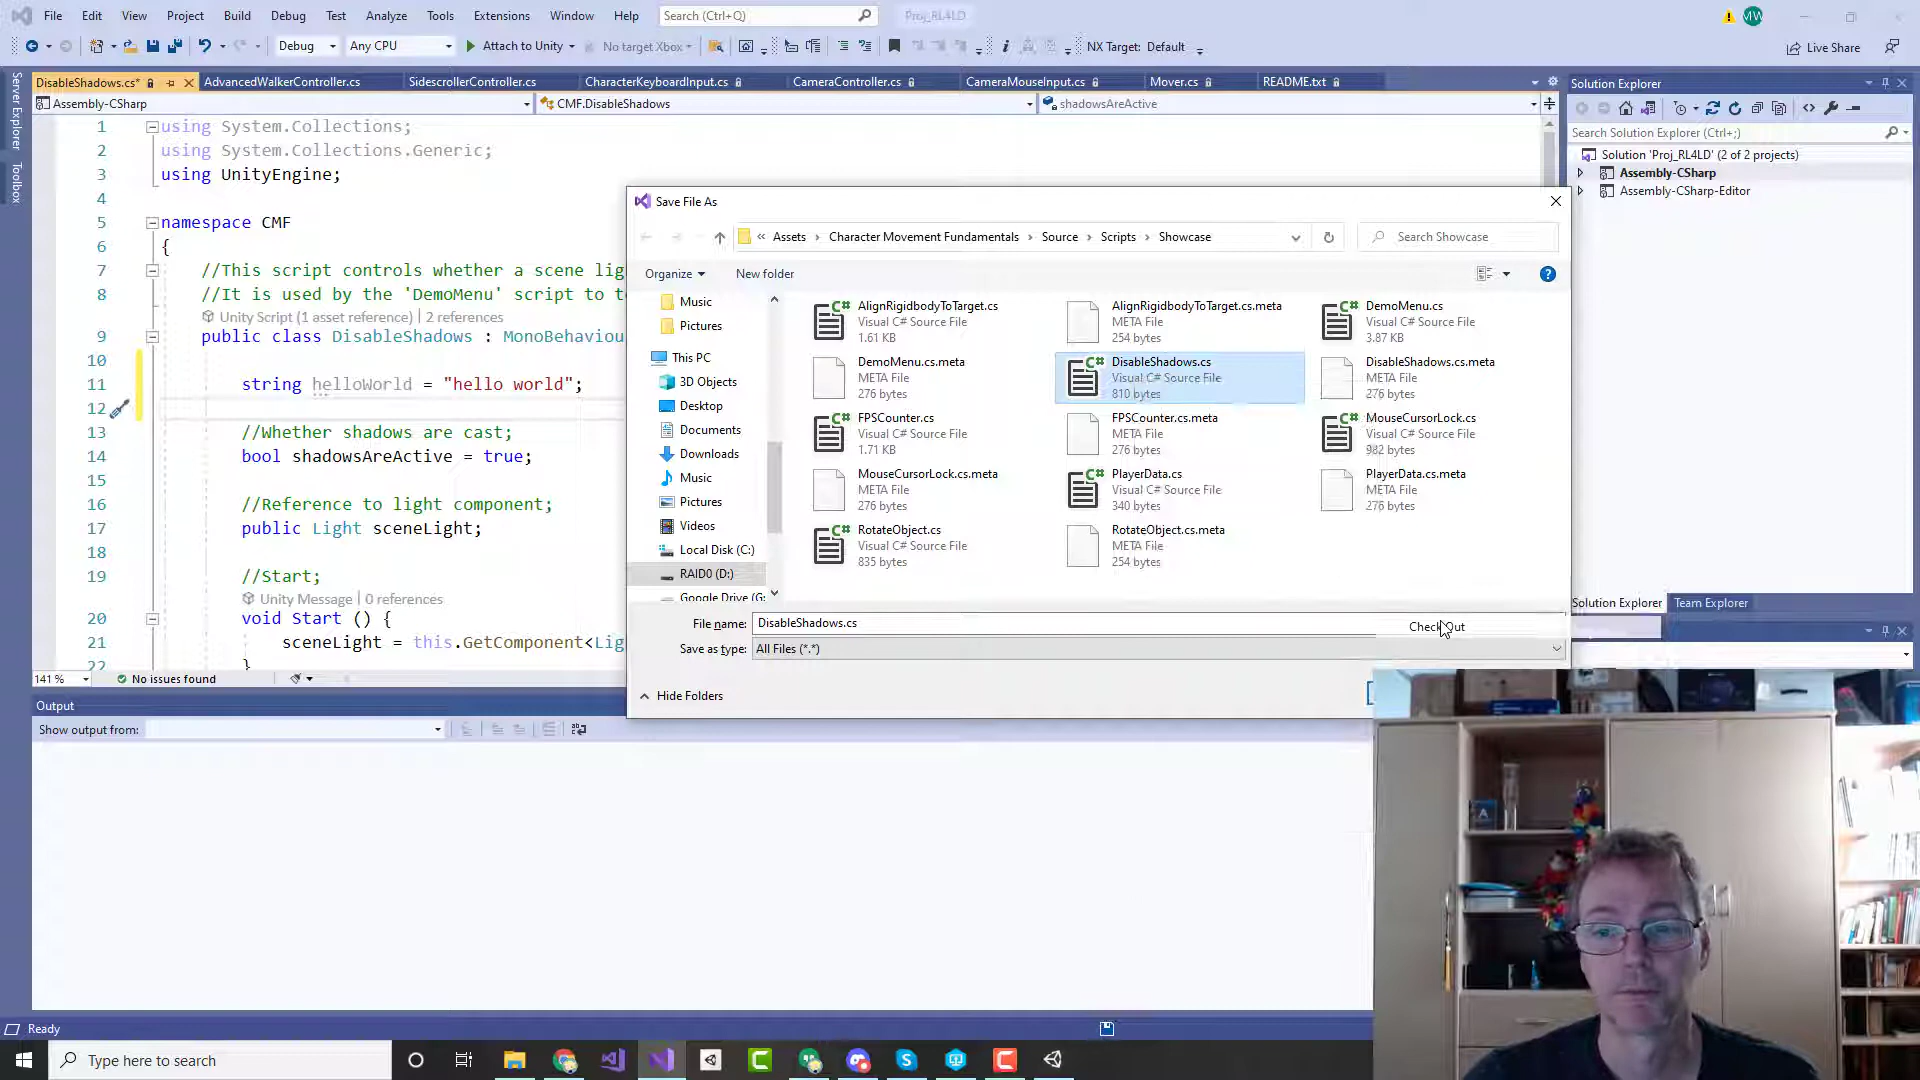 File Edit View Project Build Debug Test Analyze Tools Extensions Window Help Search (Ctrl+Q) Proj_RL4LD MW
Debug Any CPU Attach to Unity No target Xbox NX Target: Default Live Share
DisableShadows.cs* AdvancedWalkerController.cs SidescrollerController.cs CharacterKeyboardInput.cs CameraController.cs CameraMouseInput.cs Mover.cs README.txt
Assembly-CSharp CMF.DisableShadows shadowsAreActive
Server Explorer
Toolbox
1 using System.Collections;
2 using System.Collections.Generic;
3 using UnityEngine;
4
5 namespace CMF
6 {
7 //This script controls whether a scene lig
8 //It is used by the 'DemoMenu' script to t
Unity Script (1 asset reference) | 2 references
9 public class DisableShadows : MonoBehaviou
10
11 string helloWorld = "hello world";
12
13 //Whether shadows are cast;
14 bool shadowsAreActive = true;
15
16 //Reference to light component;
17 public Light sceneLight;
18
19 //Start;
Unity Message | 0 references
20 void Start () {
21 sceneLight = this.GetComponent<Lig
22 }
141 % No issues found
Output
Show output from:
Ready
Save File As
« Assets Character Movement Fundamentals Source Scripts Showcase Search Showcase
Organize New folder
Music
Pictures
This PC
3D Objects
Desktop
Documents
Downloads
Music
Pictures
Videos
Local Disk (C:)
RAID0 (D:)
Google Drive (G:
AlignRigidbodyToTarget.cs
Visual C# Source File
1.61 KB
AlignRigidbodyToTarget.cs.meta
META File
254 bytes
DemoMenu.cs
Visual C# Source File
3.87 KB
DemoMenu.cs.meta
META File
276 bytes
DisableShadows.cs
Visual C# Source File
810 bytes
DisableShadows.cs.meta
META File
276 bytes
FPSCounter.cs
Visual C# Source File
1.71 KB
FPSCounter.cs.meta
META File
276 bytes
MouseCursorLock.cs
Visual C# Source File
982 bytes
MouseCursorLock.cs.meta
META File
276 bytes
PlayerData.cs
Visual C# Source File
340 bytes
PlayerData.cs.meta
META File
276 bytes
RotateObject.cs
Visual C# Source File
835 bytes
RotateObject.cs.meta
META File
254 bytes
File name: DisableShadows.cs
Check Out
Save as type: All Files (*.*)
Hide Folders
Solution Explorer
Search Solution Explorer (Ctrl+;)
Solution 'Proj_RL4LD' (2 of 2 projects)
Assembly-CSharp
Assembly-CSharp-Editor
Solution Explorer Team Explorer
Type here to search